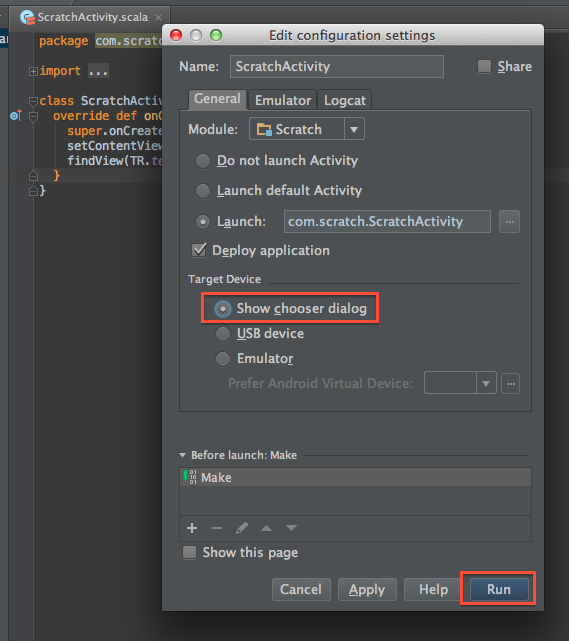 ScratchActivity.scala
package com.scrato
import ...
class ScratchActivi
override def onC
super.onCreate
setContentView
findView(TR.te
}
}
Edit configuration settings
Name: ScratchActivity Share
General Emulator Logcat
Module: Scratch
Do not launch Activity
Launch default Activity
Launch: com.scratch.ScratchActivity ...
Deploy application
Target Device
Show chooser dialog
USB device
Emulator
Prefer Android Virtual Device: ...
Before launch: Make
Make
Show this page
Cancel Apply Help Run